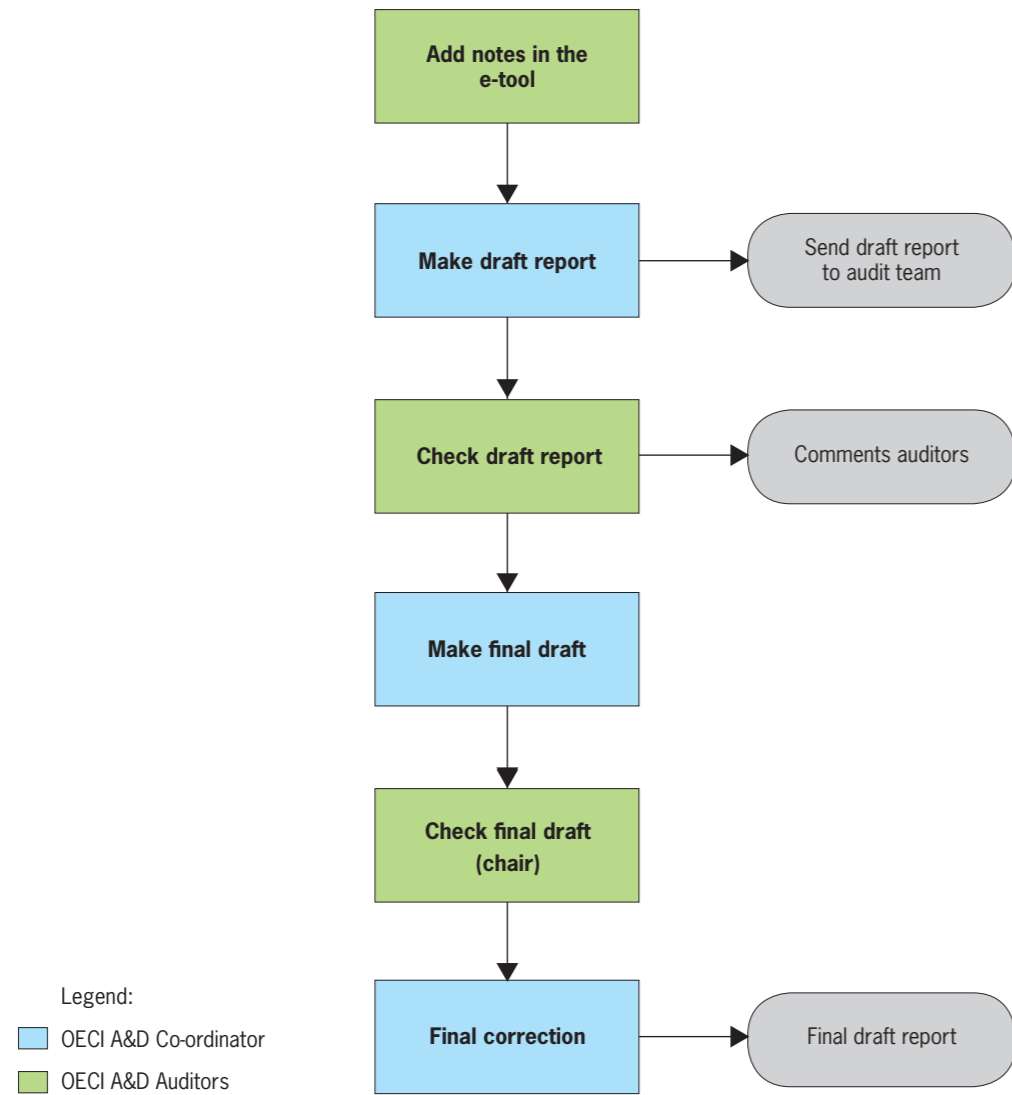 Add notes in the
e-tool
Make draft report
Send draft report
to audit team
Check draft report
Comments auditors
Make final draft
Check final draft
(chair)
Final correction
Final draft report
Legend:
OECI A&D Co-ordinator
OECI A&D Auditors